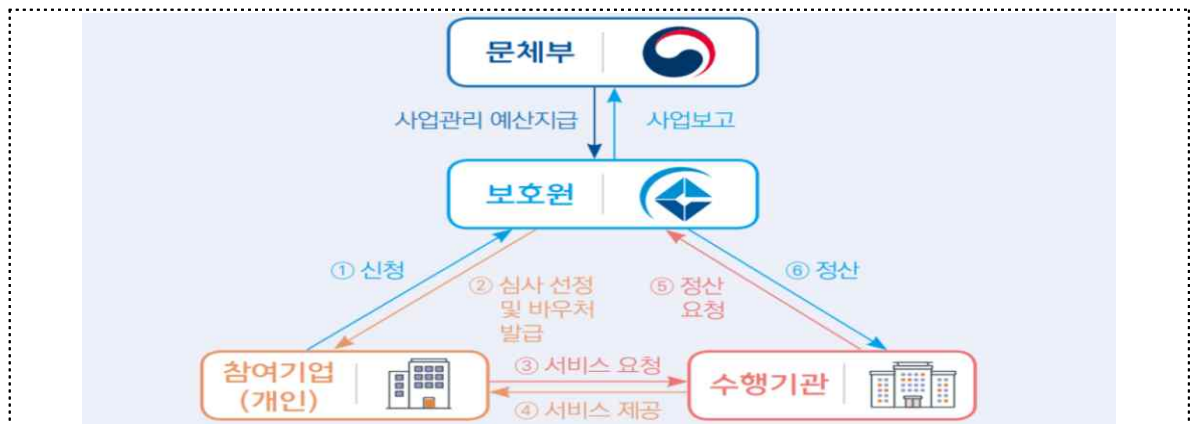 문체부
사업관리 예산지급
사업보고
보호원
① 신청
② 심사 선정
및 바우처
발급
⑤ 정산
요청
⑥ 정산
참여기업
(개인)
③ 서비스 요청
④ 서비스 제공
수행기관